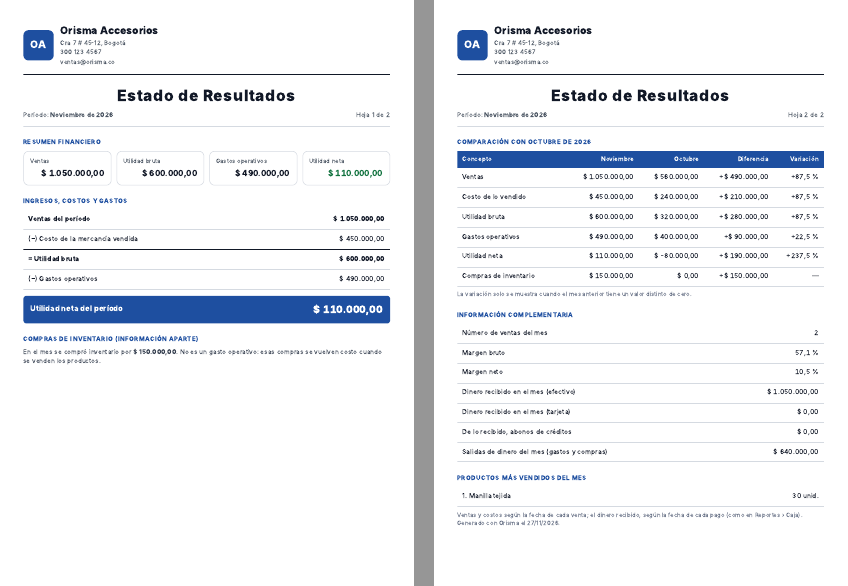 OA
Orisma Accesorios
Cra 7 # 45-12, Bogotá
300 123 4567
ventas@orisma.co
Estado de Resultados
Período: Noviembre de 2026
Hoja 1 de 2
RESUMEN FINANCIERO
Ventas
$ 1.050.000,00
Utilidad bruta
$ 600.000,00
Gastos operativos
$ 490.000,00
Utilidad neta
$ 110.000,00
INGRESOS, COSTOS Y GASTOS
Ventas del período $ 1.050.000,00
(−) Costo de la mercancía vendida $ 450.000,00
= Utilidad bruta $ 600.000,00
(−) Gastos operativos $ 490.000,00
Utilidad neta del período $ 110.000,00
COMPRAS DE INVENTARIO (INFORMACIÓN APARTE)
En el mes se compró inventario por $ 150.000,00. No es un gasto operativo: esas compras se vuelven costo cuando
se venden los productos.
OA
Orisma Accesorios
Cra 7 # 45-12, Bogotá
300 123 4567
ventas@orisma.co
Estado de Resultados
Período: Noviembre de 2026
Hoja 2 de 2
COMPARACIÓN CON OCTUBRE DE 2026
Concepto Noviembre Octubre Diferencia Variación
Ventas $ 1.050.000,00 $ 560.000,00 +$ 490.000,00 +87,5 %
Costo de lo vendido $ 450.000,00 $ 240.000,00 +$ 210.000,00 +87,5 %
Utilidad bruta $ 600.000,00 $ 320.000,00 +$ 280.000,00 +87,5 %
Gastos operativos $ 490.000,00 $ 400.000,00 +$ 90.000,00 +22,5 %
Utilidad neta $ 110.000,00 $ -80.000,00 +$ 190.000,00 +237,5 %
Compras de inventario $ 150.000,00 $ 0,00 +$ 150.000,00 —
La variación solo se muestra cuando el mes anterior tiene un valor distinto de cero.
INFORMACIÓN COMPLEMENTARIA
Número de ventas del mes 2
Margen bruto 57,1 %
Margen neto 10,5 %
Dinero recibido en el mes (efectivo) $ 1.050.000,00
Dinero recibido en el mes (tarjeta) $ 0,00
De lo recibido, abonos de créditos $ 0,00
Salidas de dinero del mes (gastos y compras) $ 640.000,00
PRODUCTOS MÁS VENDIDOS DEL MES
1. Manilla tejida 30 unid.
Ventas y costos según la fecha de cada venta; el dinero recibido, según la fecha de cada pago (como en Reportes > Caja).
Generado con Orisma el 27/11/2026.